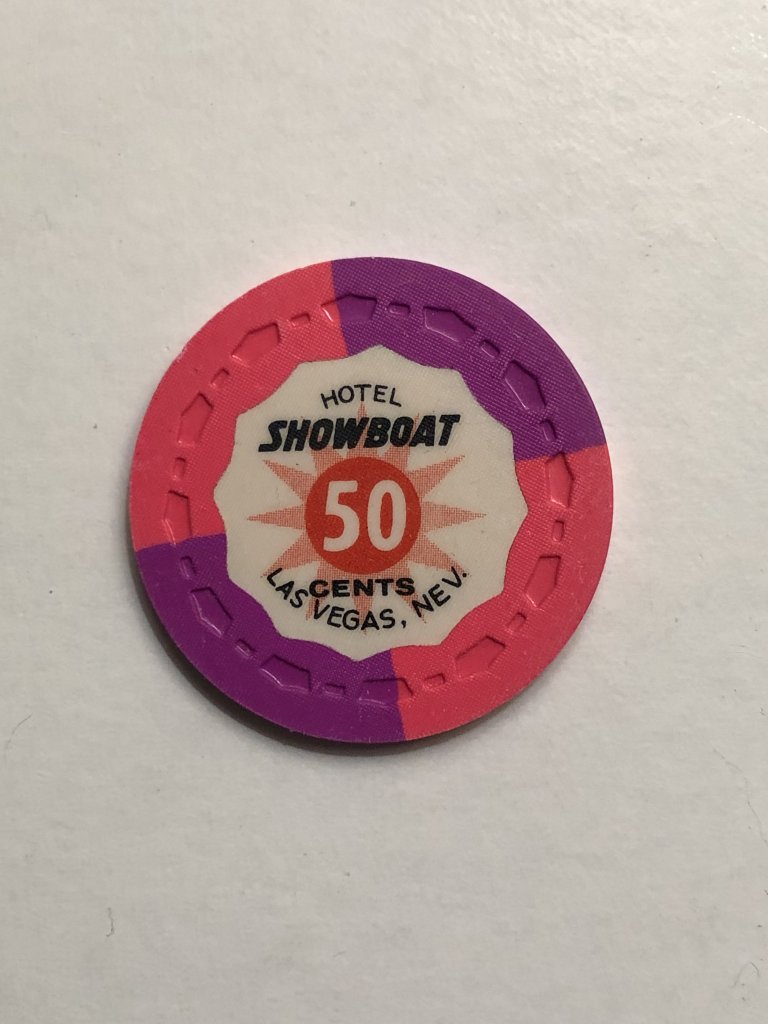 HOTEL
SHOWBOAT
50
CENTS
LAS VEGAS, NEV.